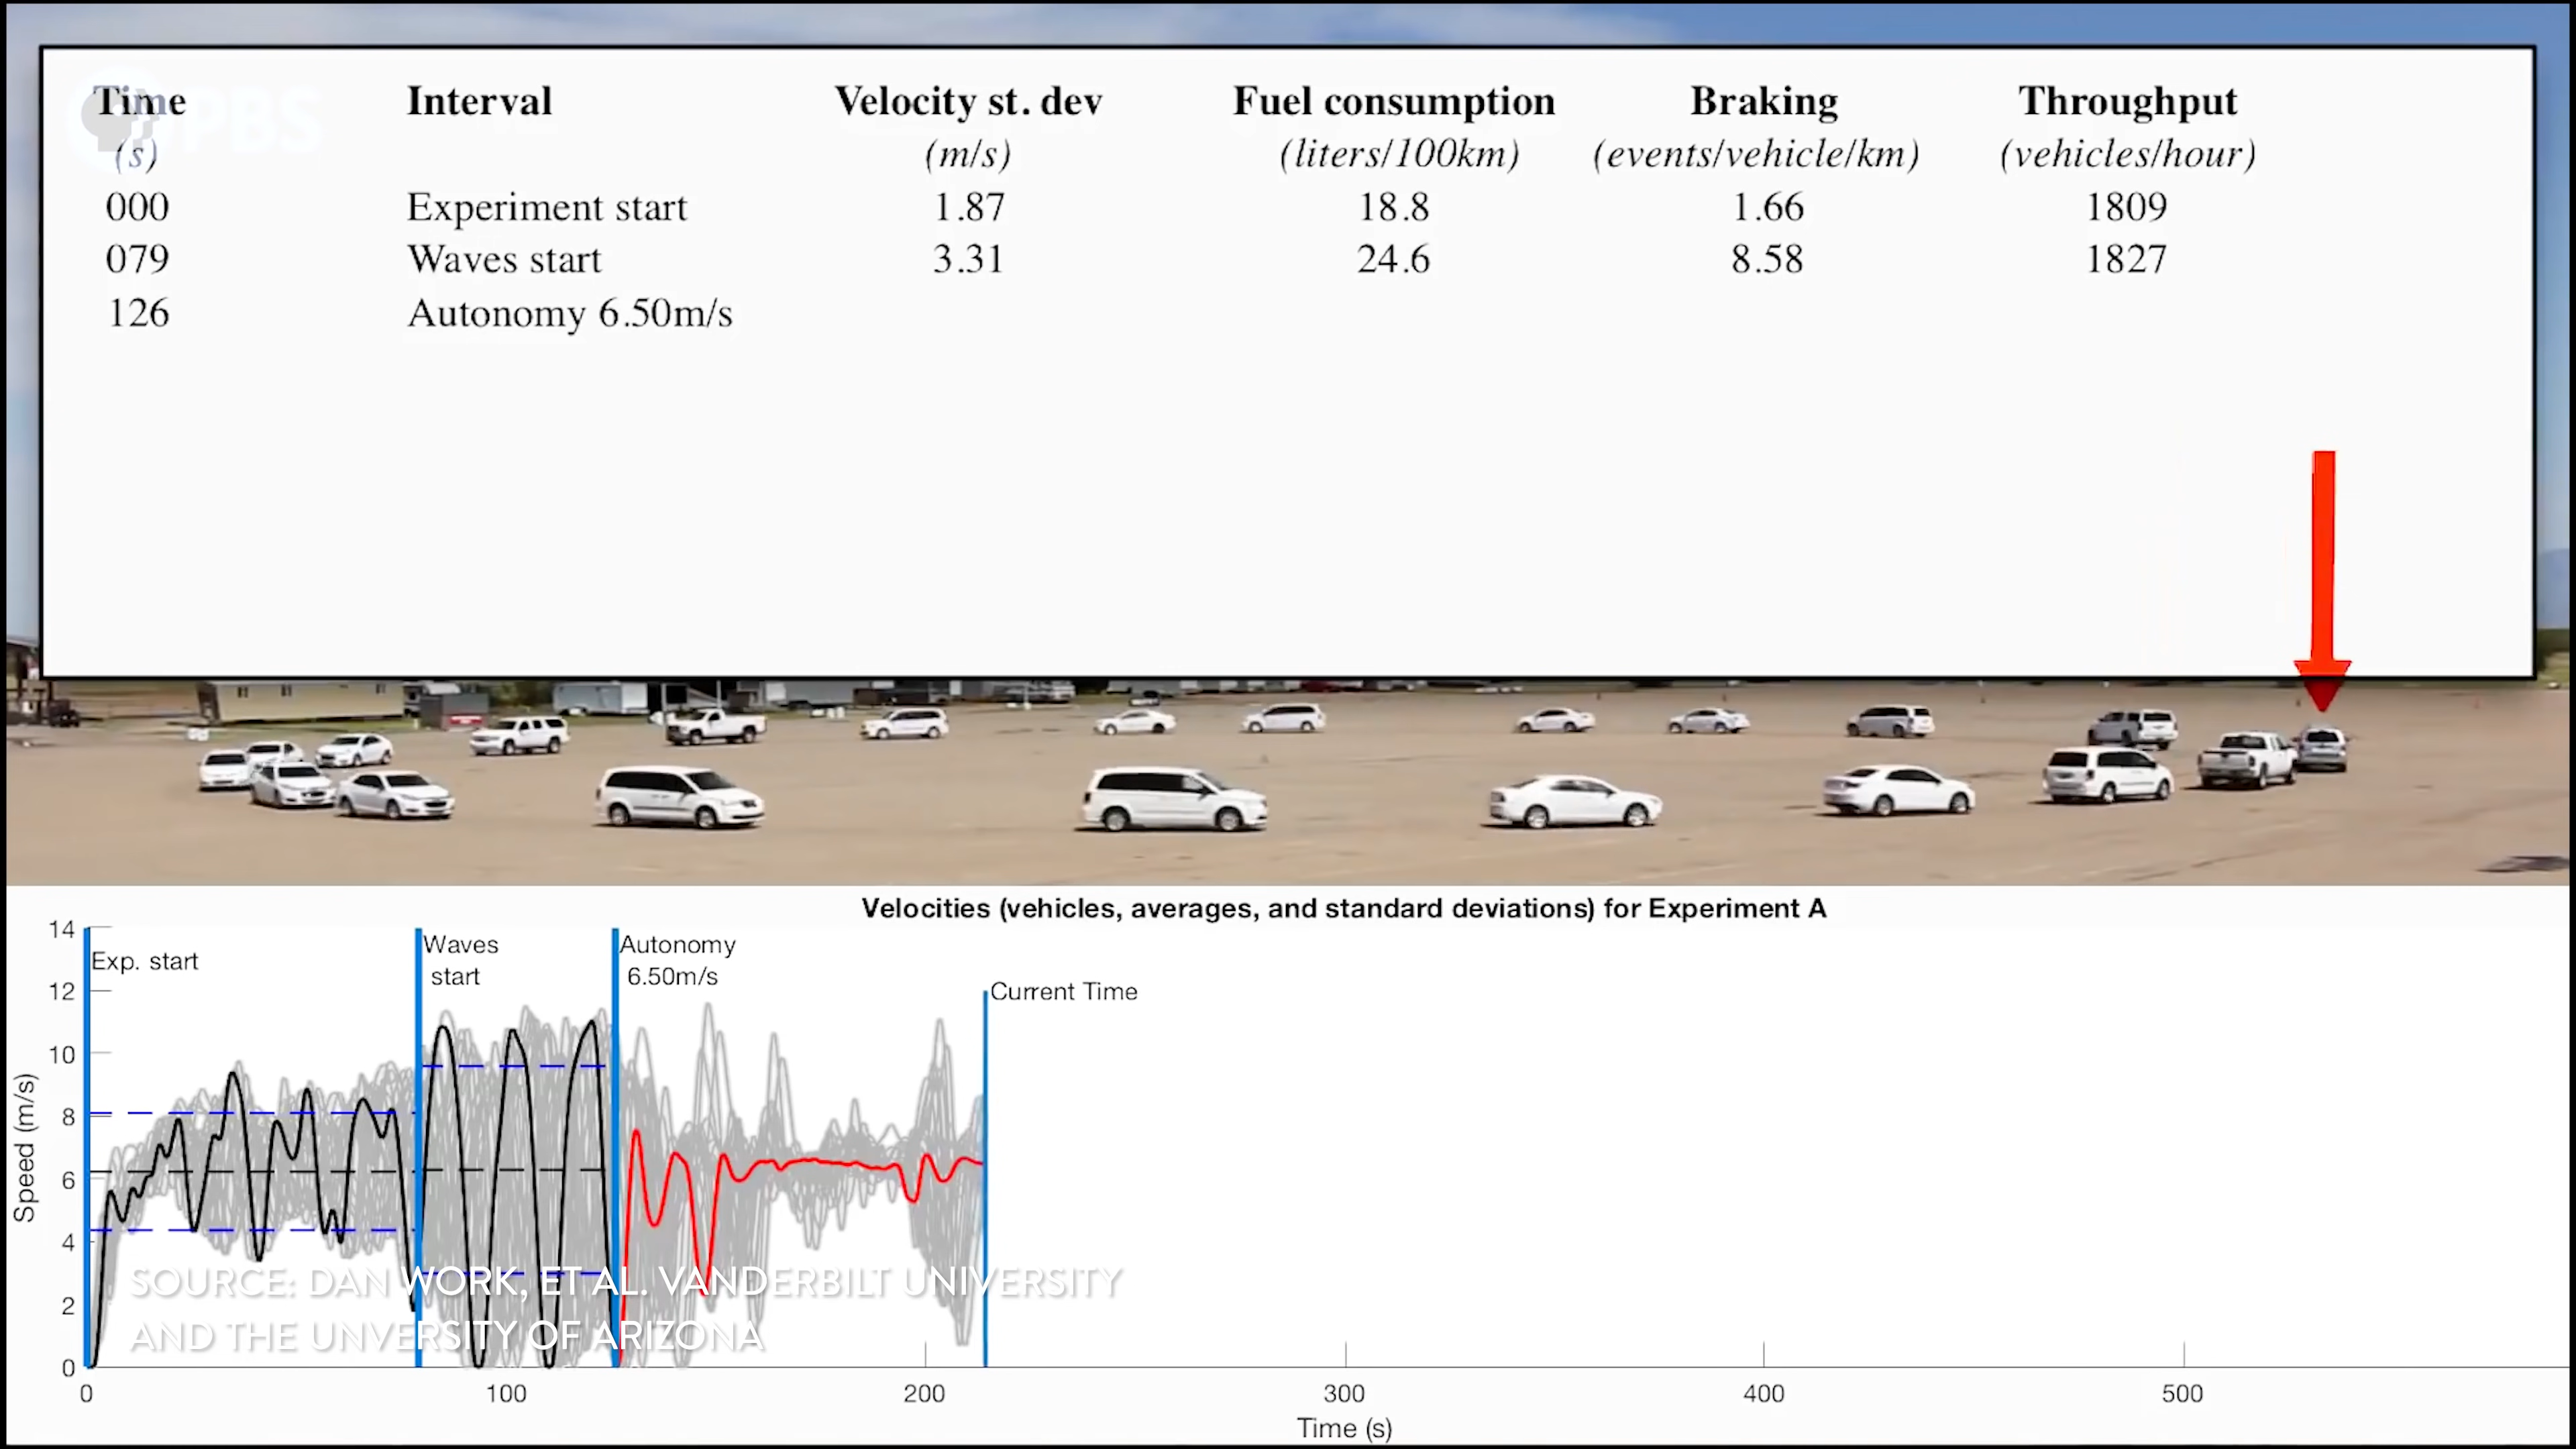 PBS
Time Interval Velocity st. dev Fuel consumption Braking Throughput
(s) (m/s) (liters/100km) (events/vehicle/km) (vehicles/hour)
000 Experiment start 1.87 18.8 1.66 1809
079 Waves start 3.31 24.6 8.58 1827
126 Autonomy 6.50m/s
Velocities (vehicles, averages, and standard deviations) for Experiment A
Exp. start
Waves
start
Autonomy
6.50m/s
Current Time
14
12
10
8
6
4
2
0
Speed (m/s)
SOURCE: DAN WORK, ET AL. VANDERBILT UNIVERSITY
AND THE UNVERSITY OF ARIZONA
0 100 200 300 400 500
Time (s)